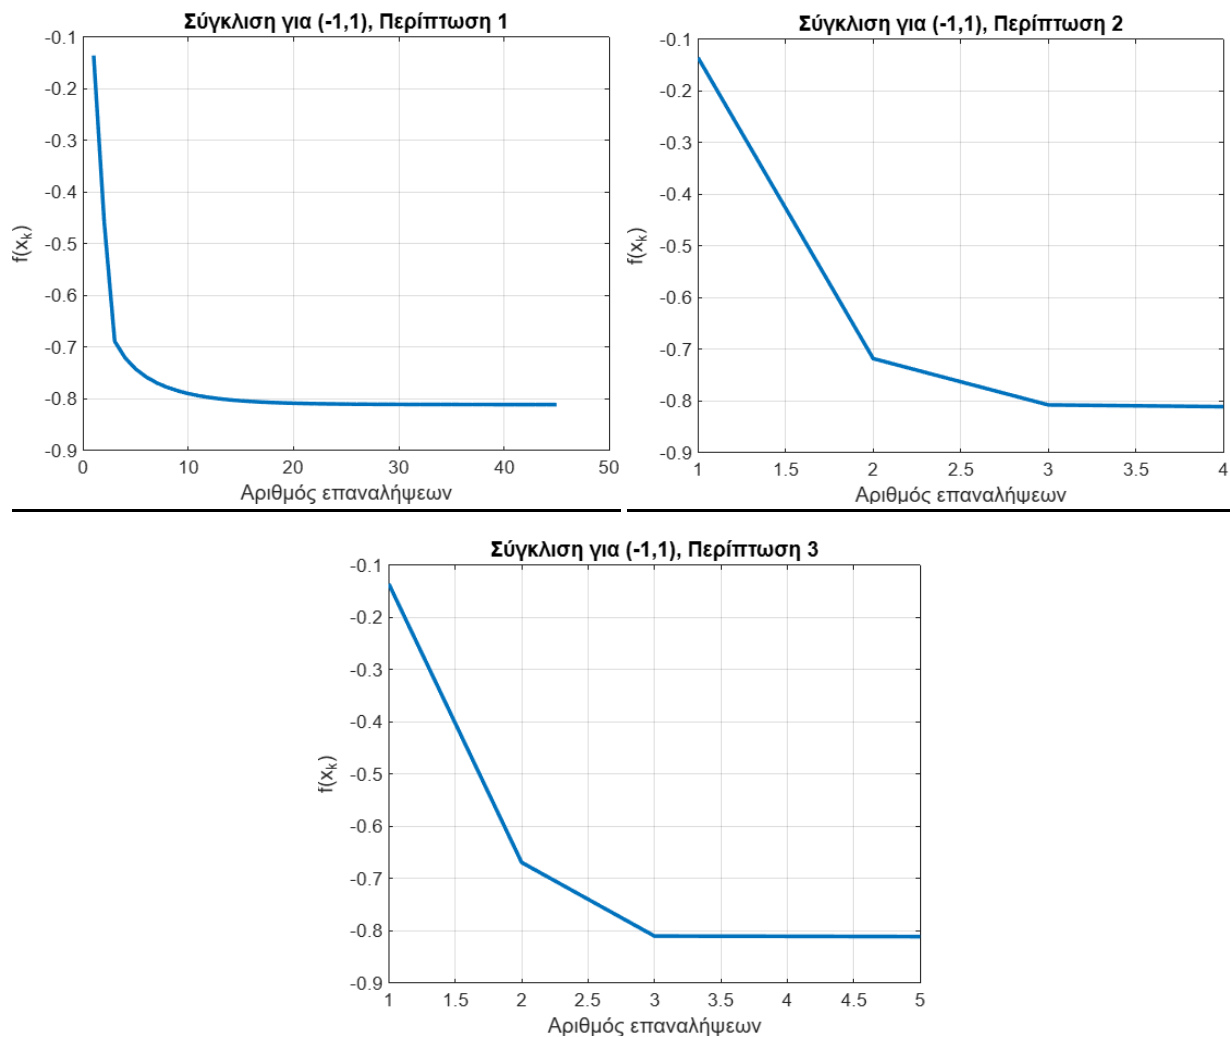 Σύγκλιση για (-1,1), Περίπτωση 1
-0.1
-0.2
-0.3
-0.4
-0.5
-0.6
-0.7
-0.8
-0.9
f(xk)
0 10 20 30 40 50
Αριθμός επαναλήψεων
Σύγκλιση για (-1,1), Περίπτωση 2
-0.1
-0.2
-0.3
-0.4
-0.5
-0.6
-0.7
-0.8
-0.9
f(xk)
1 1.5 2 2.5 3 3.5 4
Αριθμός επαναλήψεων
Σύγκλιση για (-1,1), Περίπτωση 3
-0.1
-0.2
-0.3
-0.4
-0.5
-0.6
-0.7
-0.8
-0.9
f(xk)
1 1.5 2 2.5 3 3.5 4 4.5 5
Αριθμός επαναλήψεων